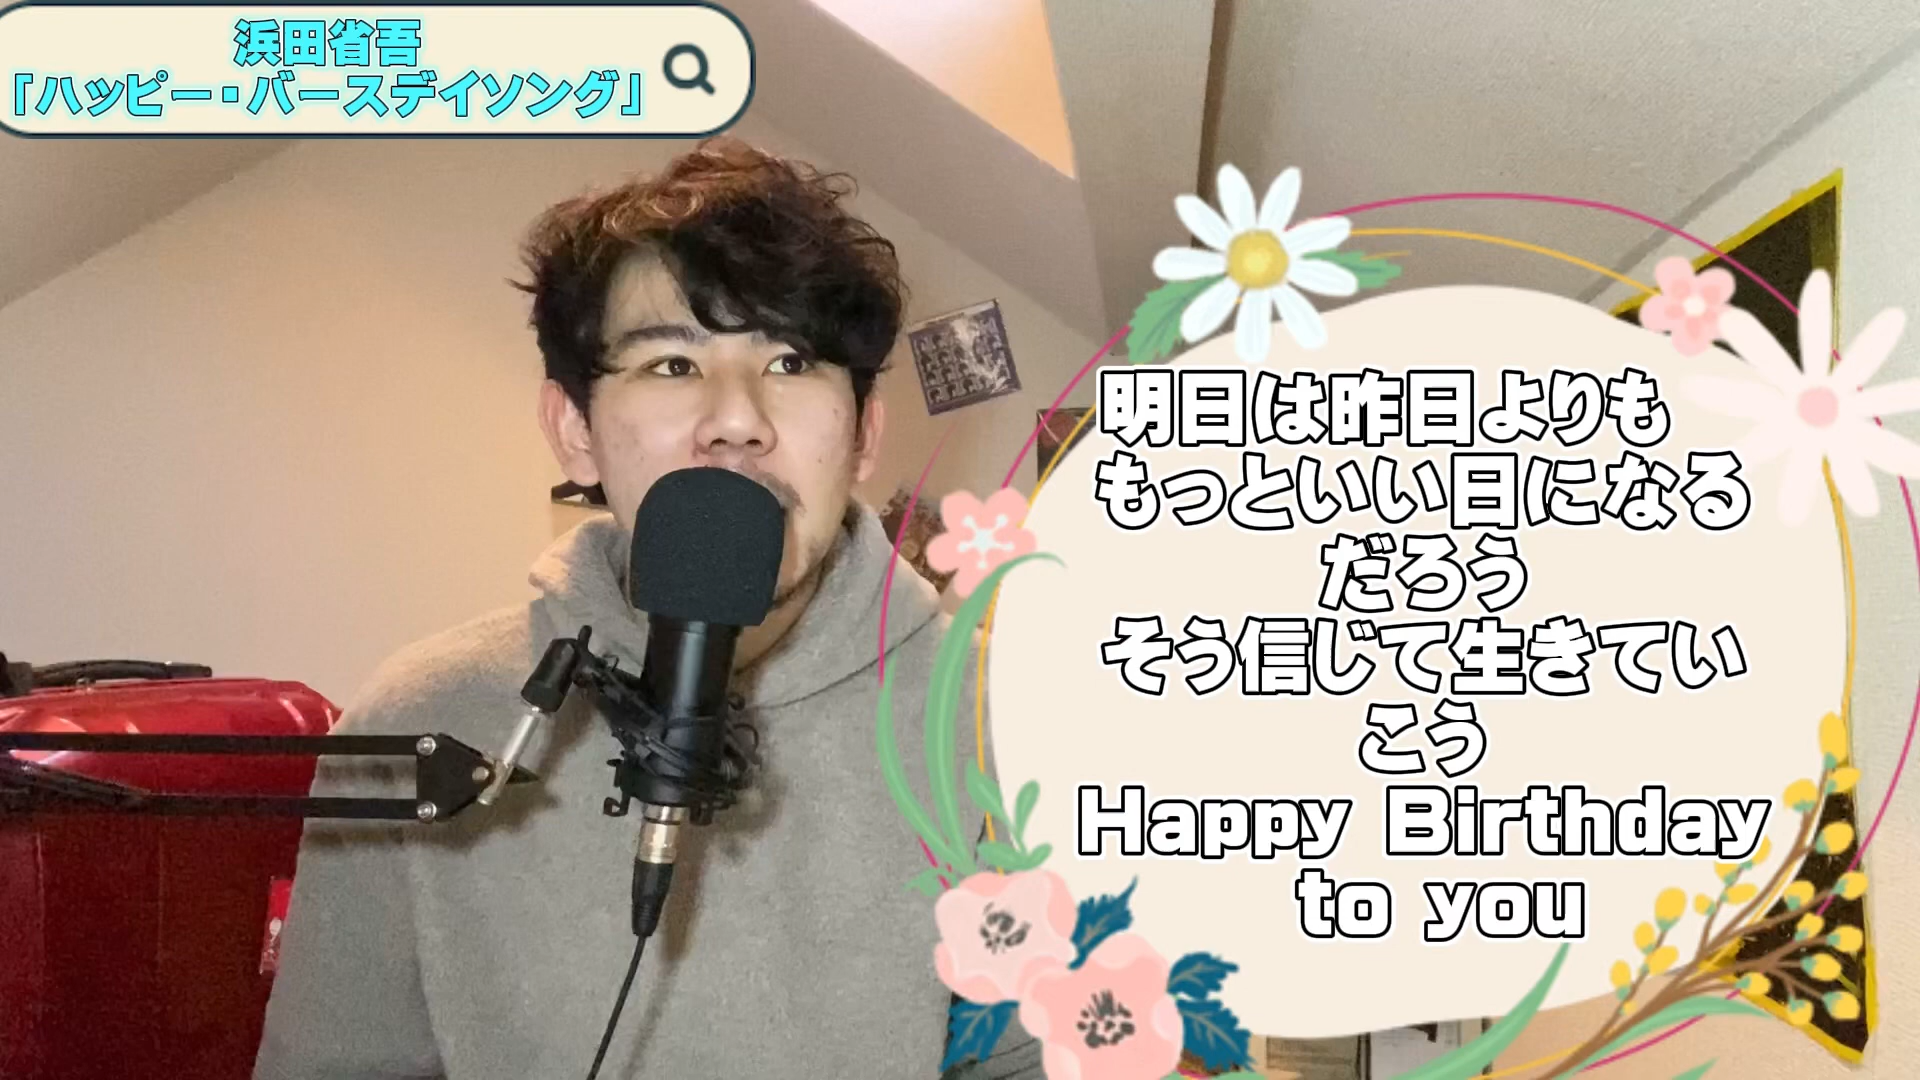 浜田省吾
「ハッピー・バースデイソング」
明日は昨日よりも
もっといい日になる
だろう
そう信じて生きてい
こう
Happy Birthday
to you